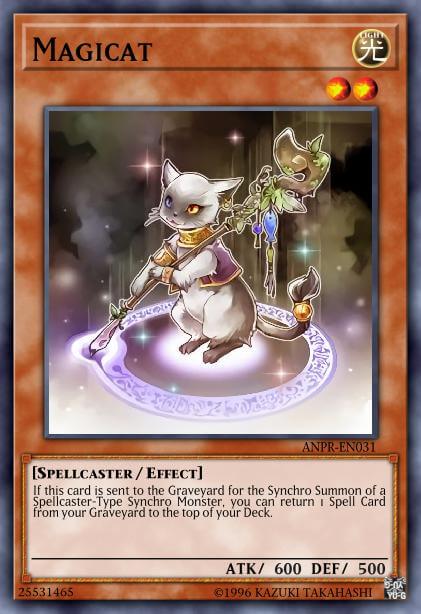 MAGICAT
LIGHT
光
ANPR-EN031
[SPELLCASTER / EFFECT]
If this card is sent to the Graveyard for the Synchro Summon of a
Spellcaster-Type Synchro Monster, you can return 1 Spell Card
from your Graveyard to the top of your Deck.
ATK/ 600 DEF/ 500
25531465
©1996 KAZUKI TAKAHASHI